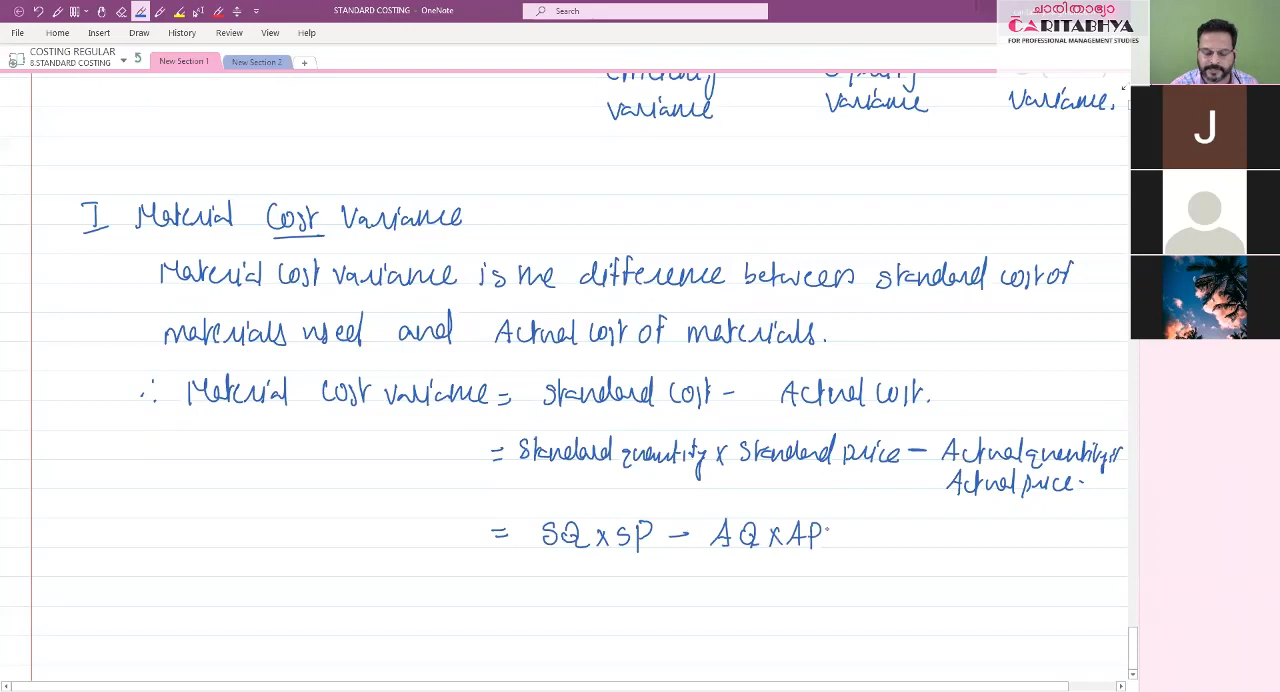 STANDARD COSTING - OneNote
Search
ചാരിതാഭ്യാ
CARITABHYA
FOR PROFESSIONAL MANAGEMENT STUDIES
File Home Insert Draw History Review View Help
COSTING REGULAR
8.STANDARD COSTING
5
New Section 1
New Section 2
+
variance variance variance.
I Material Cost Variance
Material cost variance is the difference between standard cost of
materials used and Actual cost of materials.
∴ Material cost variance = Standard cost - Actual cost.
= Standard quantity x Standard price - Actual quantity x
Actual price.
= SQ x SP - AQ x AP
J